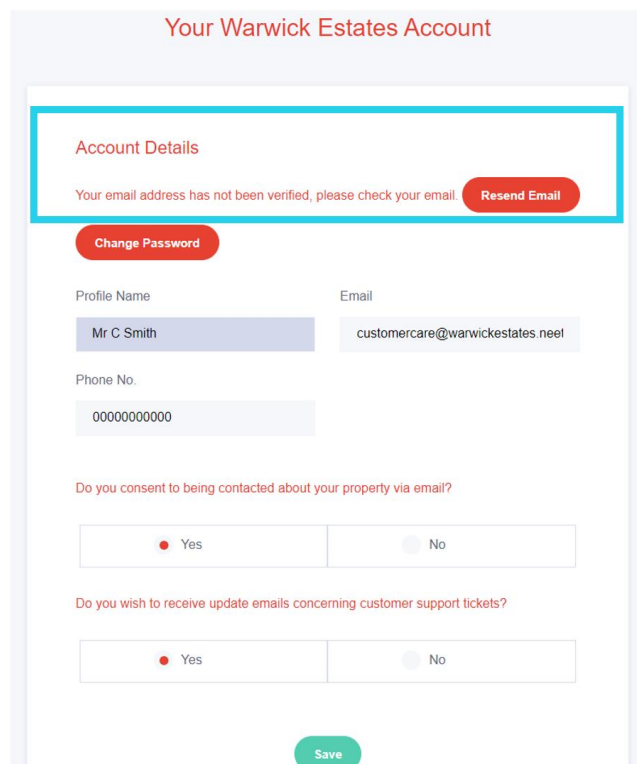 Your Warwick Estates Account
Account Details
Your email address has not been verified, please check your email. Resend Email
Change Password
Profile Name Email
Mr C Smith customercare@warwickestates.neet
Phone No.
00000000000
Do you consent to being contacted about your property via email?
Yes No
Do you wish to receive update emails concerning customer support tickets?
Yes No
Save